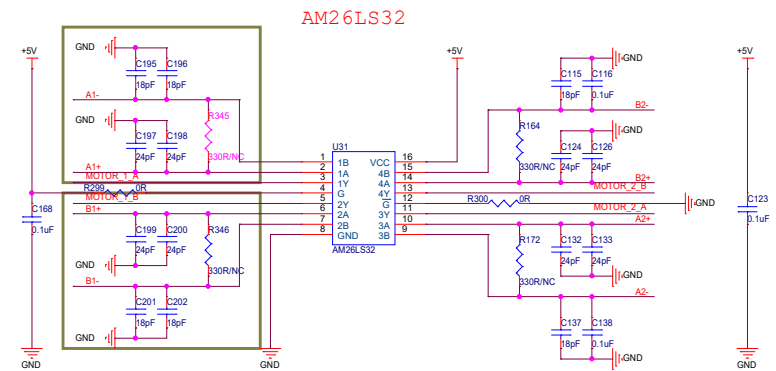 AM26LS32
+5V
GND
C195 C196
18pF 18pF
A1-
GND
C197 C198
24pF 24pF
R345
330R/NC
A1+
MOTOR_1_A
R299 0R
MOTOR_1_B
B1+
C168
0.1uF
C199 C200
24pF 24pF
GND
R346
330R/NC
B1-
C201 C202
18pF 18pF
GND
GND
GND
U31
1 1B VCC 16
2 1A 4B 15
3 1Y 4A 14
4 G 4Y 13
5 2Y G 12
6 2A 3Y 11
7 2B 3A 10
8 GND 3B 9
AM26LS32
+5V
GND
C115 C116
18pF 0.1uF
B2-
R164
330R/NC
GND
C124 C126
24pF 24pF
B2+
MOTOR_2_B
R300 0R
GND
MOTOR_2_A
A2+
R172
330R/NC
C132 C133
24pF 24pF
GND
A2-
C137 C138
18pF 0.1uF
GND
+5V
C123
0.1uF
GND